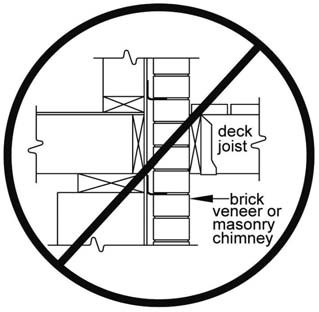 deck
joist
brick
veneer or
masonry
chimney